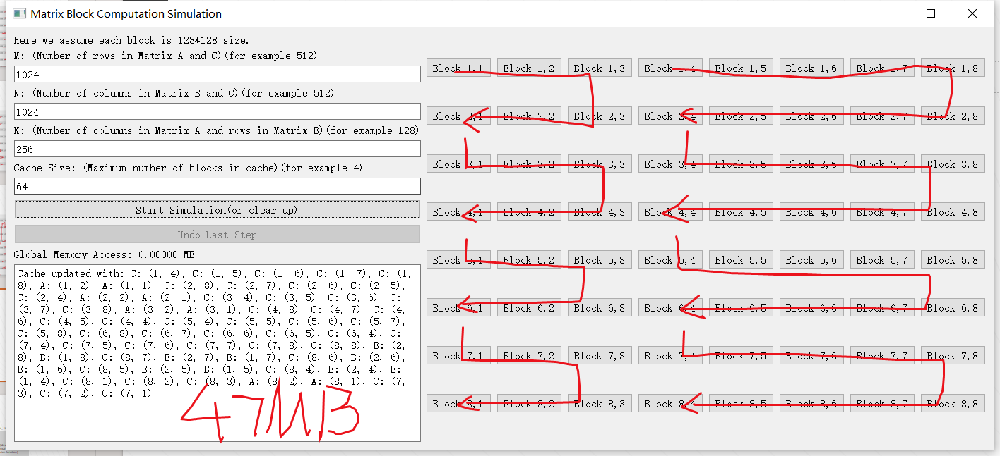 Matrix Block Computation Simulation
Here we assume each block is 128*128 size.
M: (Number of rows in Matrix A and C)(for example 512)
1024
N: (Number of columns in Matrix B and C)(for example 512)
1024
K: (Number of columns in Matrix A and rows in Matrix B)(for example 128)
256
Cache Size: (Maximum number of blocks in cache)(for example 4)
64
Start Simulation(or clear up)
Undo Last Step
Global Memory Access: 0.00000 MB
Cache updated with: C: (1, 4), C: (1, 5), C: (1, 6), C: (1, 7), C: (1,
8), A: (1, 2), A: (1, 1), C: (2, 8), C: (2, 7), C: (2, 6), C: (2, 5),
C: (2, 4), A: (2, 2), A: (2, 1), C: (3, 4), C: (3, 5), C: (3, 6), C:
(3, 7), C: (3, 8), A: (3, 2), A: (3, 1), C: (4, 8), C: (4, 7), C: (4,
6), C: (4, 5), C: (4, 4), C: (5, 4), C: (5, 5), C: (5, 6), C: (5, 7),
C: (5, 8), C: (6, 8), C: (6, 7), C: (6, 6), C: (6, 5), C: (6, 4), C:
(7, 4), C: (7, 5), C: (7, 6), C: (7, 7), C: (7, 8), C: (8, 8), B: (2,
8), B: (1, 8), C: (8, 7), B: (2, 7), B: (1, 7), C: (8, 6), B: (2, 6),
B: (1, 6), C: (8, 5), B: (2, 5), B: (1, 5), C: (8, 4), B: (2, 4), B:
(1, 4), C: (8, 1), C: (8, 2), C: (8, 3), A: (8, 2), A: (8, 1), C: (7,
3), C: (7, 2), C: (7, 1)
47MB
Block 1,1 Block 1,2 Block 1,3 Block 1,4 Block 1,5 Block 1,6 Block 1,7 Block 1,8
Block 2,1 Block 2,2 Block 2,3 Block 2,4 Block 2,5 Block 2,6 Block 2,7 Block 2,8
Block 3,1 Block 3,2 Block 3,3 Block 3,4 Block 3,5 Block 3,6 Block 3,7 Block 3,8
Block 4,1 Block 4,2 Block 4,3 Block 4,4 Block 4,5 Block 4,6 Block 4,7 Block 4,8
Block 5,1 Block 5,2 Block 5,3 Block 5,4 Block 5,5 Block 5,6 Block 5,7 Block 5,8
Block 6,1 Block 6,2 Block 6,3 Block 6,4 Block 6,5 Block 6,6 Block 6,7 Block 6,8
Block 7,1 Block 7,2 Block 7,3 Block 7,4 Block 7,5 Block 7,6 Block 7,7 Block 7,8
Block 8,1 Block 8,2 Block 8,3 Block 8,4 Block 8,5 Block 8,6 Block 8,7 Block 8,8